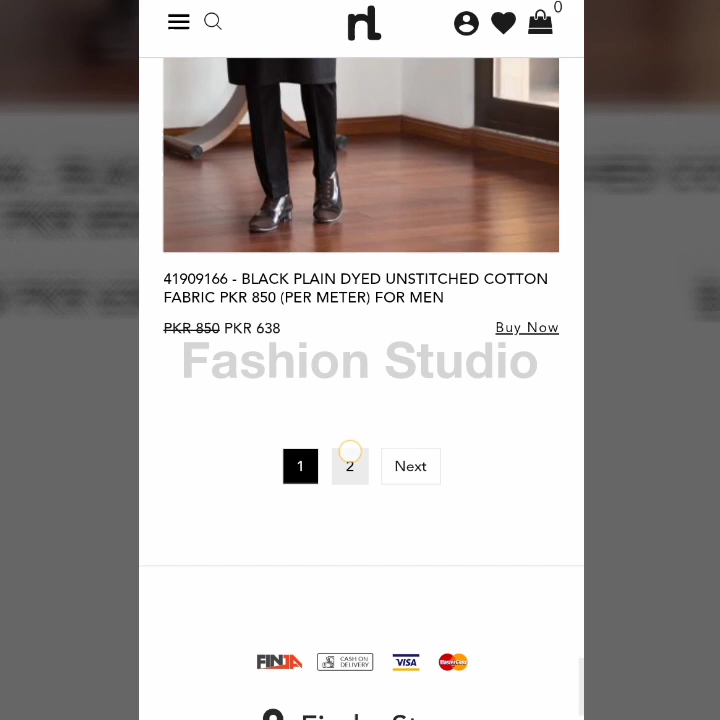 0
nl
41909166 - BLACK PLAIN DYED UNSTITCHED COTTON
FABRIC PKR 850 (PER METER) FOR MEN
PKR 850 PKR 638
Buy Now
Fashion Studio
1 2 Next
FINJA CASH ON DELIVERY VISA MasterCard